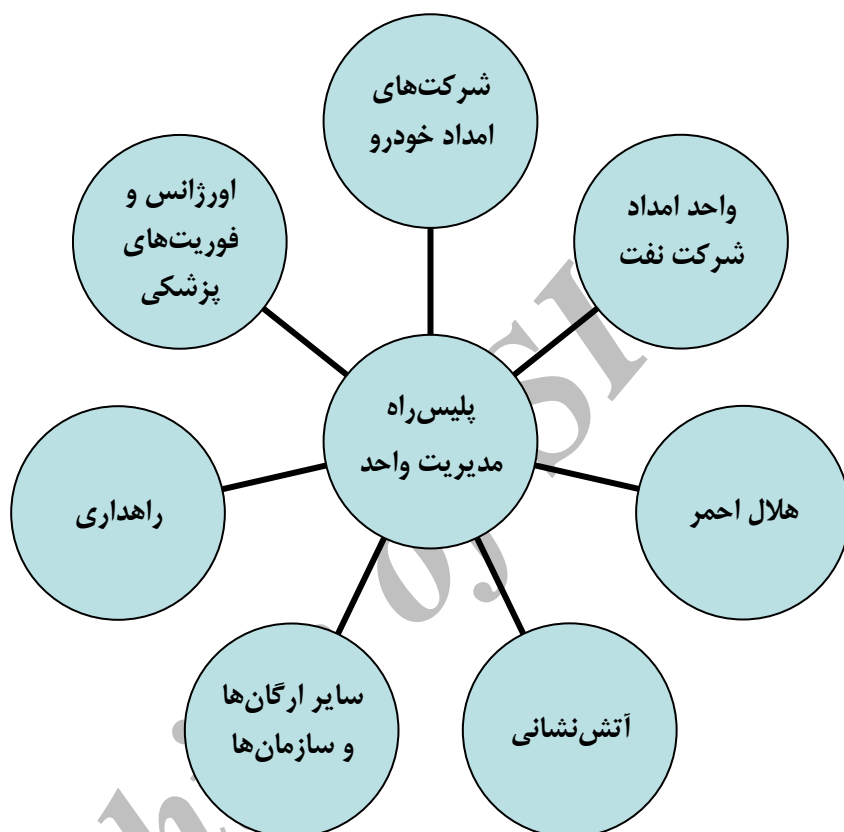 شرکت‌های
امداد خودرو
واحد امداد
شرکت نفت
اورژانس و
فوریت‌های
پزشکی
پلیس‌راه
مدیریت واحد
هلال احمر
راهداری
سایر ارگان‌ها
و سازمان‌ها
آتش‌نشانی